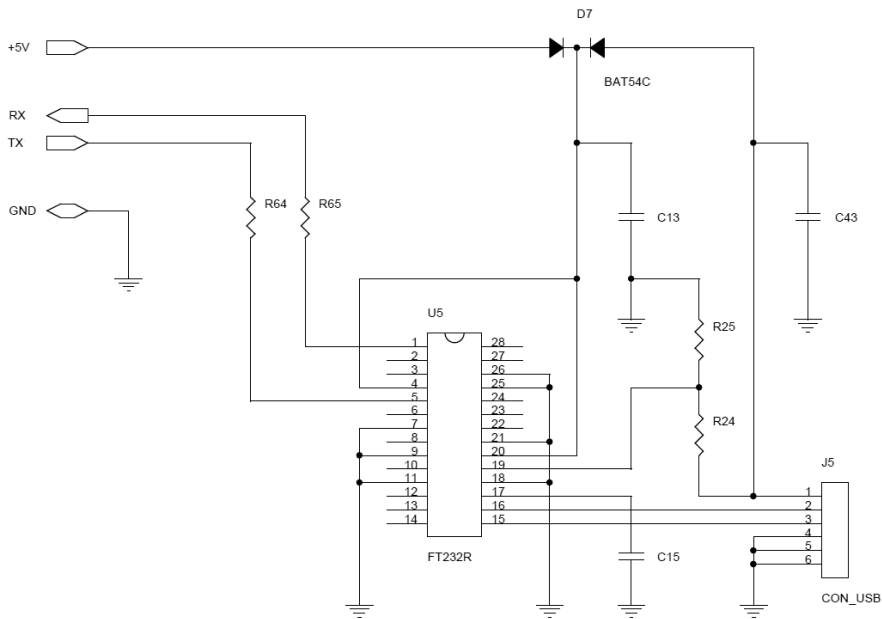 D7
+5V
BAT54C
RX
TX
R64
R65
GND
C13
C43
U5
R25
1 28
2 27
3 26
4 25
5 24
6 23
7 22
8 21
9 20
10 19
11 18
12 17
13 16
14 15
R24
J5
1
2
3
4
5
6
FT232R
C15
CON_USB